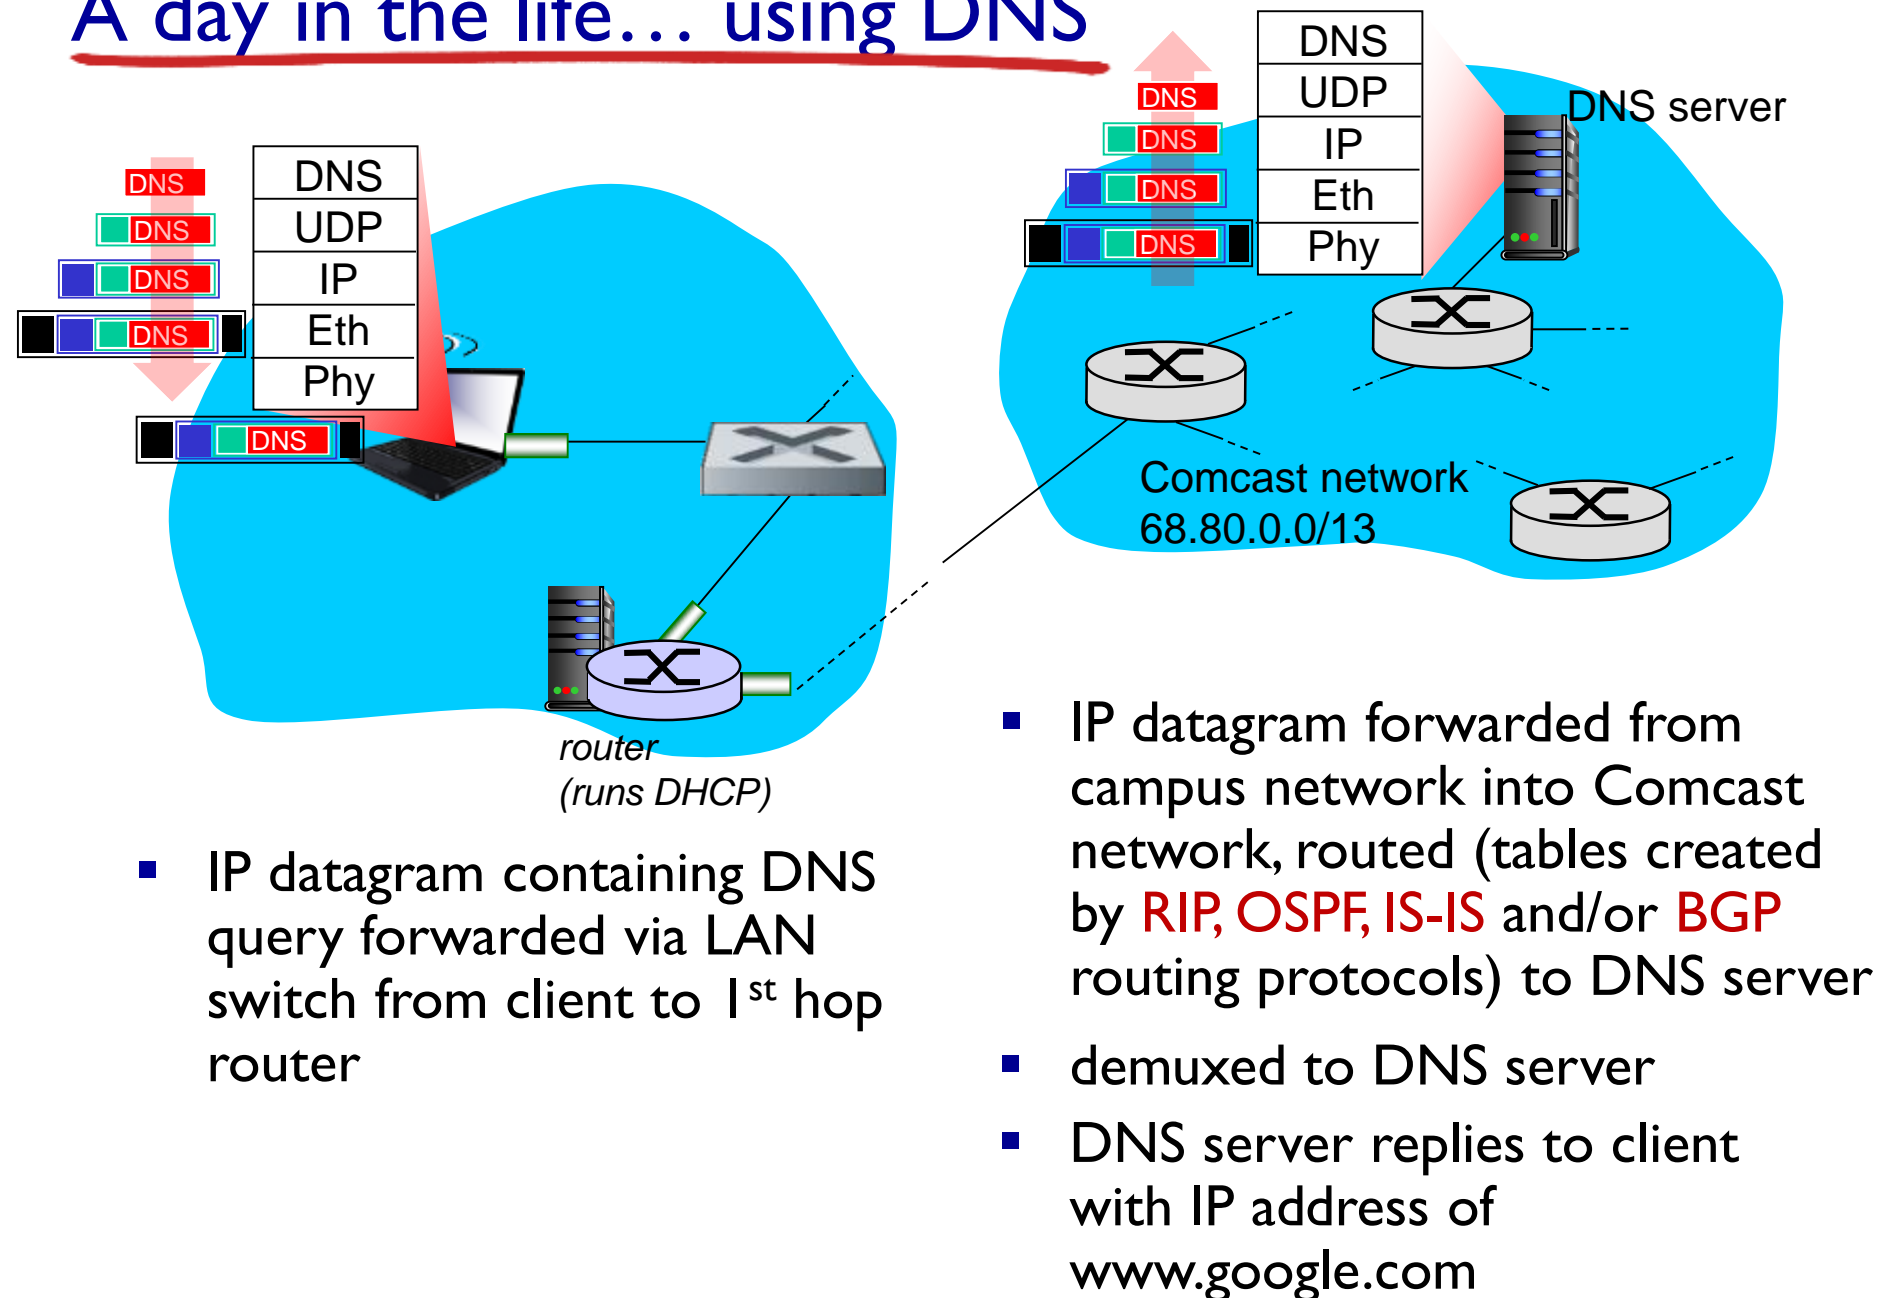 A day in the life… using DNS
DNS
UDP
IP
Eth
Phy
DNS
DNS
DNS
DNS
DNS
DNS
UDP
IP
Eth
Phy
DNS
DNS
DNS
DNS
DNS server
Comcast network
68.80.0.0/13
router
(runs DHCP)
▪ IP datagram containing DNS
query forwarded via LAN
switch from client to 1st hop
router
▪ IP datagram forwarded from
campus network into Comcast
network, routed (tables created
by RIP, OSPF, IS-IS and/or BGP
routing protocols) to DNS server
▪ demuxed to DNS server
▪ DNS server replies to client
with IP address of
www.google.com